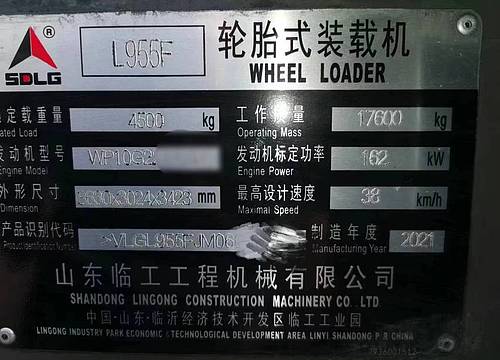 SDLG ® L955F 轮胎式装载机
WHEEL LOADER
定载重量 4500 kg 工作质量 17600 kg
ated Load Operating Mass
发动机型号 WP10G2 发动机标定功率 162 kW
Engine Model Engine Power
外形尺寸 x3024x3423 mm 最高设计速度 38 km/h
Dimension Maximal Speed
产品识别代码 制造年度 2021
Product Identification Number Manufacturing Year
山东临工工程机械有限公司
SHANDONG LINGONG CONSTRUCTION MACHINERY CO., LTD
中国·山东·临沂经济技术开发区临工工业园
LINGONG INDUSTRY PARK ECONOMIC &TECHNOLOGICAL DEVELOPMENT AREA LINYI SHANDONG P R CHINA